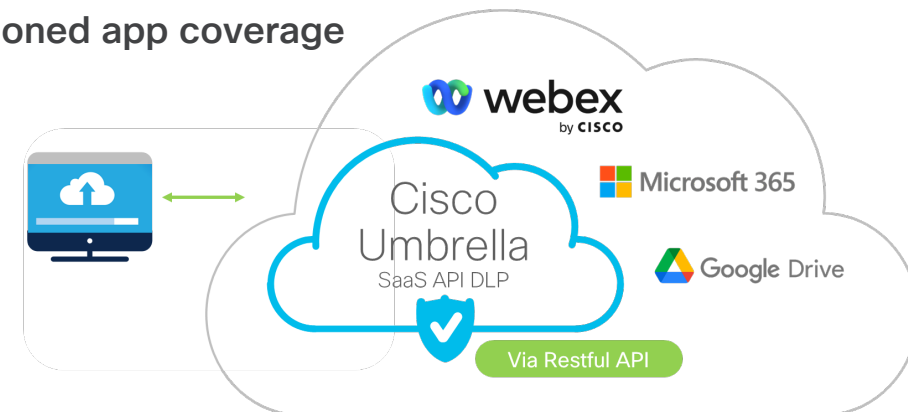 oned app coverage
webex
by CISCO
Microsoft 365
Cisco
Umbrella
SaaS API DLP
Google Drive
Via Restful API